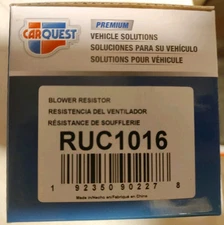 CARQUEST
PREMIUM
VEHICLE SOLUTIONS
SOLUCIONES PARA SU VEHÍCULO
SOLUTIONS POUR VÉHICULE
BLOWER RESISTOR
RESISTENCIA DEL VENTILADOR
RÉSISTANCE DE SOUFFLERIE
RUC1016
1 92350 90227 8
Made in/Hecho en/Fabriqué en China